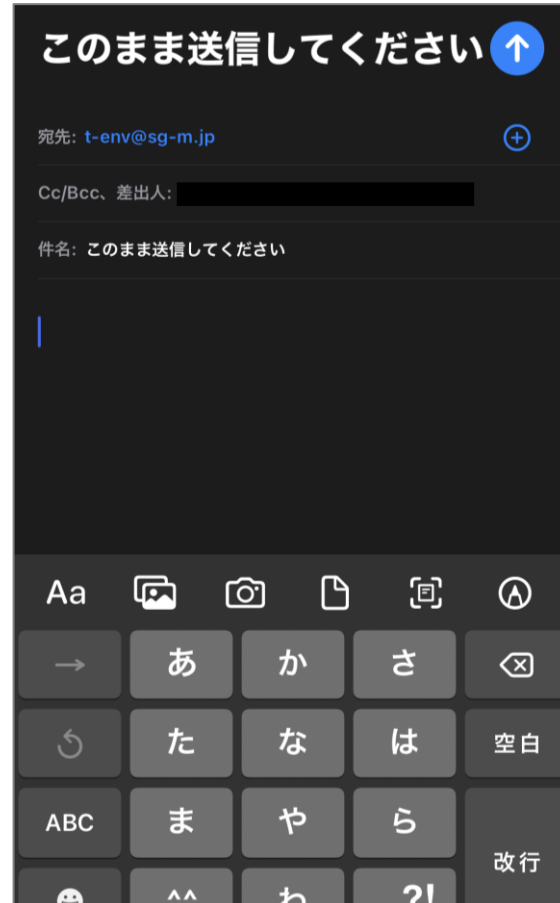 このまま送信してください
宛先: t-env@sg-m.jp
Cc/Bcc、差出人:
件名: このまま送信してください
Aa
→ あ か さ
た な は 空白
ABC ま や ら
改行
^^ わ ?!